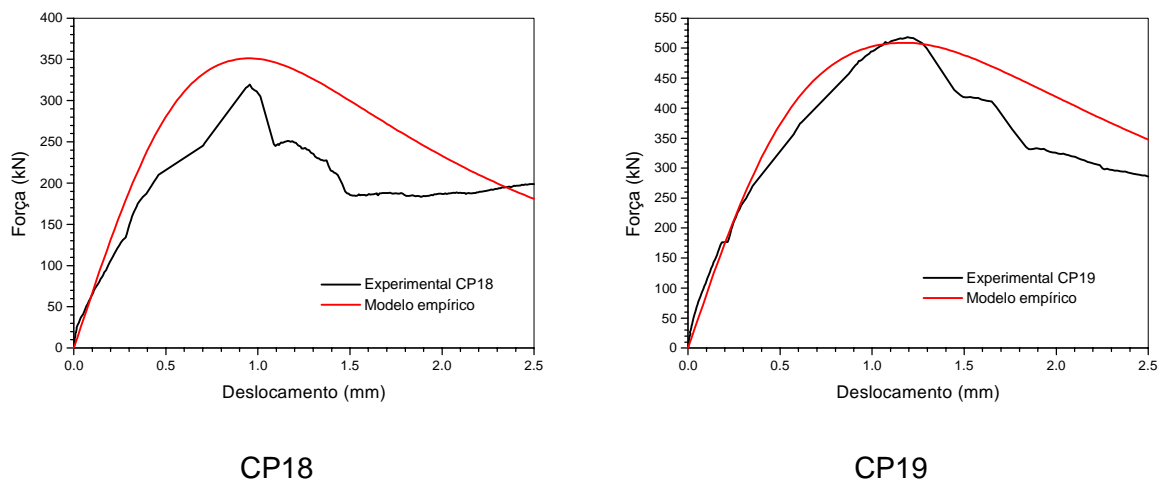 400
350
300
250
200
150
100
50
0
Força (kN)
0.0 0.5 1.0 1.5 2.0 2.5
Deslocamento (mm)
Experimental CP18
Modelo empírico
CP18
550
500
450
400
350
300
250
200
150
100
50
0
Força (kN)
0.0 0.5 1.0 1.5 2.0 2.5
Deslocamento (mm)
Experimental CP19
Modelo empírico
CP19